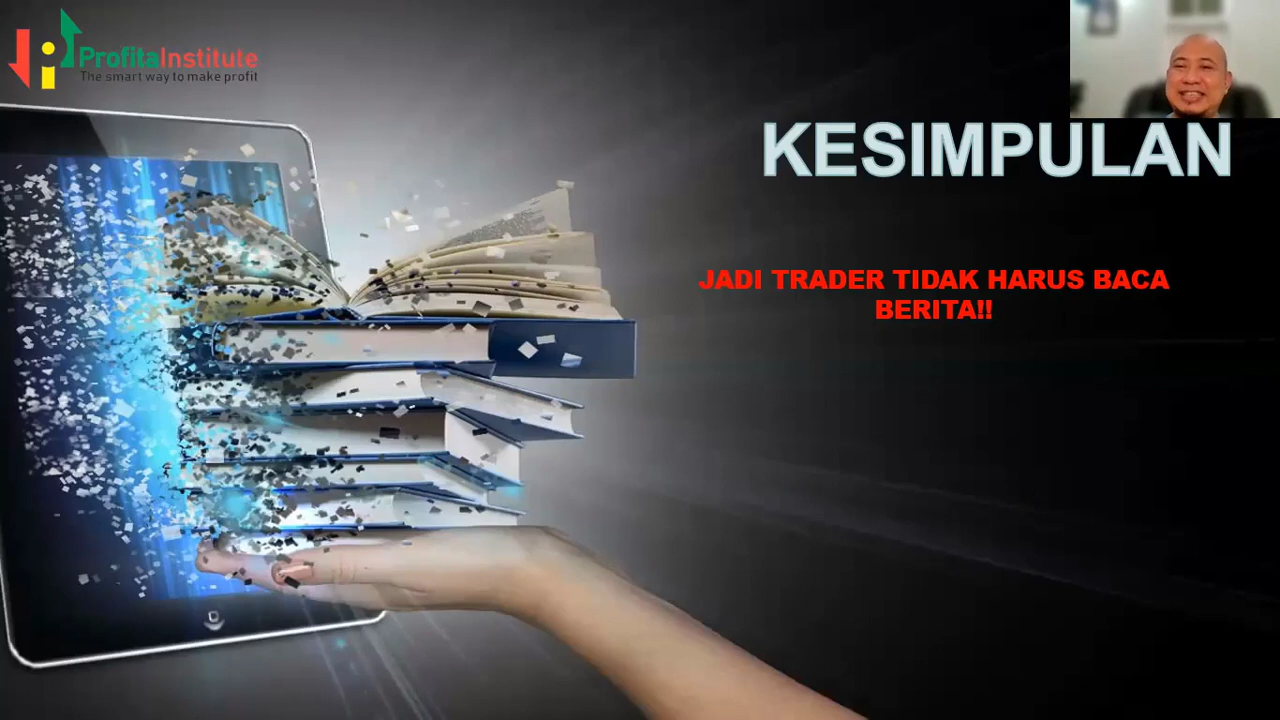 ProfitaInstitute
The smart way to make profit
KESIMPULAN
JADI TRADER TIDAK HARUS BACA
BERITA!!